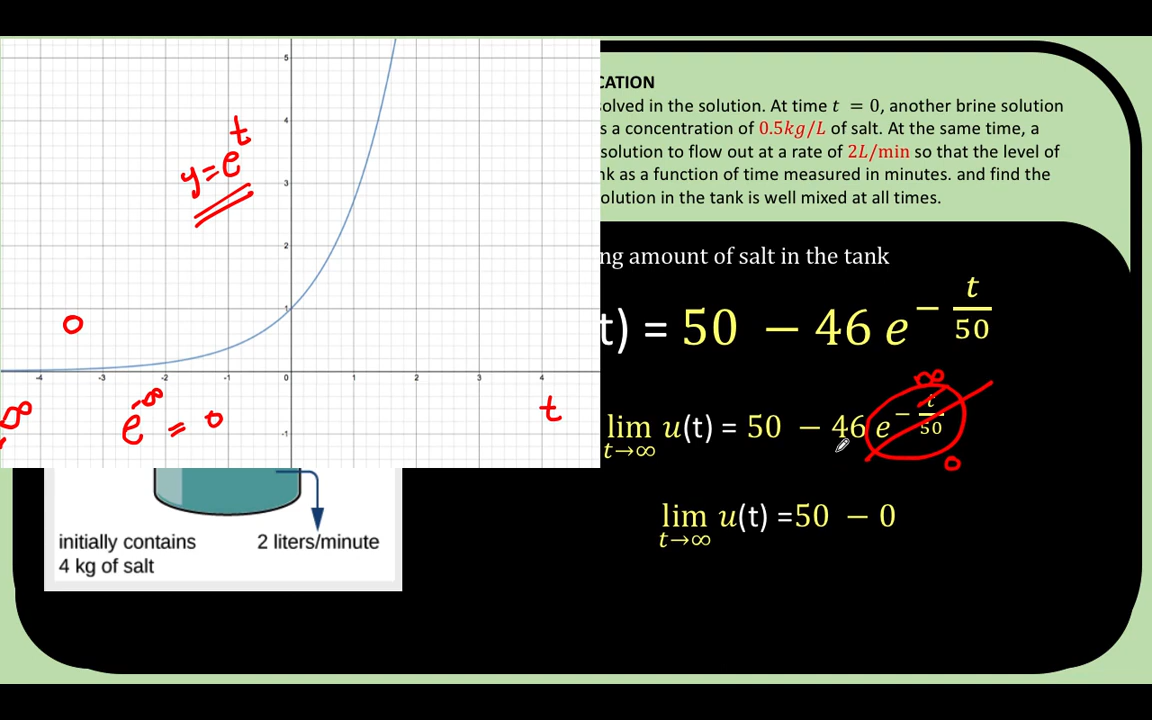 CATION
solved in the solution. At time t = 0, another brine solution
s a concentration of 0.5kg/L of salt. At the same time, a
solution to flow out at a rate of 2L/min so that the level of
nk as a function of time measured in minutes. and find the
olution in the tank is well mixed at all times.
ng amount of salt in the tank
t) = 50 − 46 e^{− t/50}
lim t→∞ u(t) = 50 − 46 e^{− t/50}
∞
0
lim t→∞ u(t) =50 − 0
y = e^t
5
4
3
2
1
0
-4 -3 -2 -1 0 1 2 3 4
-1
∞
e^{-∞} = 0
t
initially contains
4 kg of salt
2 liters/minute